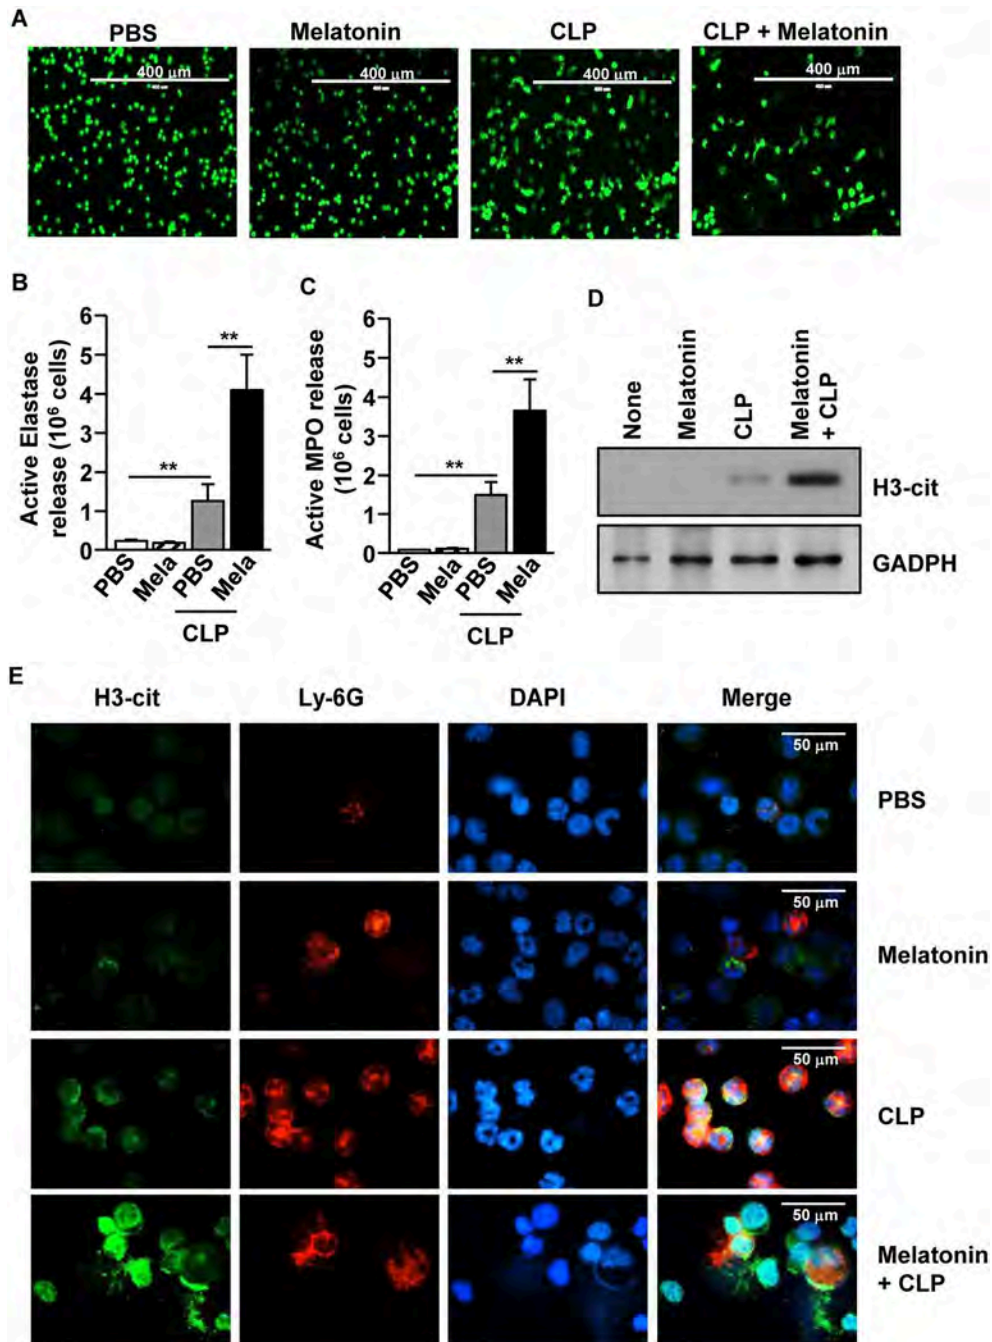 A
PBS
Melatonin
CLP
CLP + Melatonin
400 μm
400 μm
400 μm
400 μm
B
Active Elastase
release (10⁶ cells)
6
5
4
3
2
1
0
**
**
PBS
Mela
PBS
Mela
CLP
C
Active MPO release
(10⁶ cells)
6
5
4
3
2
1
0
**
**
PBS
Mela
PBS
Mela
CLP
D
None
Melatonin
CLP
Melatonin
+ CLP
H3-cit
GADPH
E
H3-cit
Ly-6G
DAPI
Merge
50 μm
PBS
50 μm
Melatonin
50 μm
CLP
50 μm
Melatonin
+ CLP